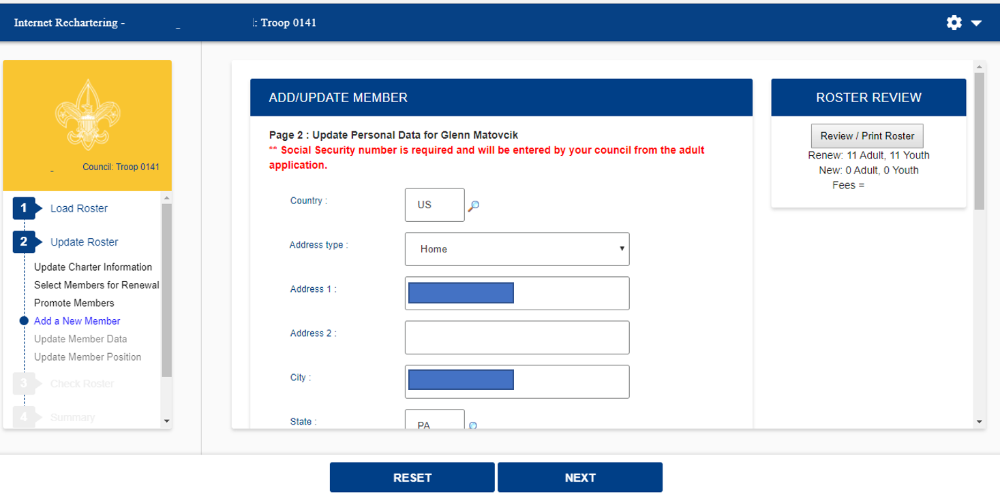 Internet Rechartering -
_
: Troop 0141
_
Council: Troop 0141
1 Load Roster
2 Update Roster
Update Charter Information
Select Members for Renewal
Promote Members
Add a New Member
Update Member Data
Update Member Position
3 Check Roster
4 Summary
ADD/UPDATE MEMBER
Page 2 : Update Personal Data for Glenn Matovcik
** Social Security number is required and will be entered by your council from the adult
application.
Country :
US
Address type :
Home
Address 1 :
Address 2 :
City :
State :
PA
ROSTER REVIEW
Review / Print Roster
Renew: 11 Adult, 11 Youth
New: 0 Adult, 0 Youth
Fees =
RESET
NEXT